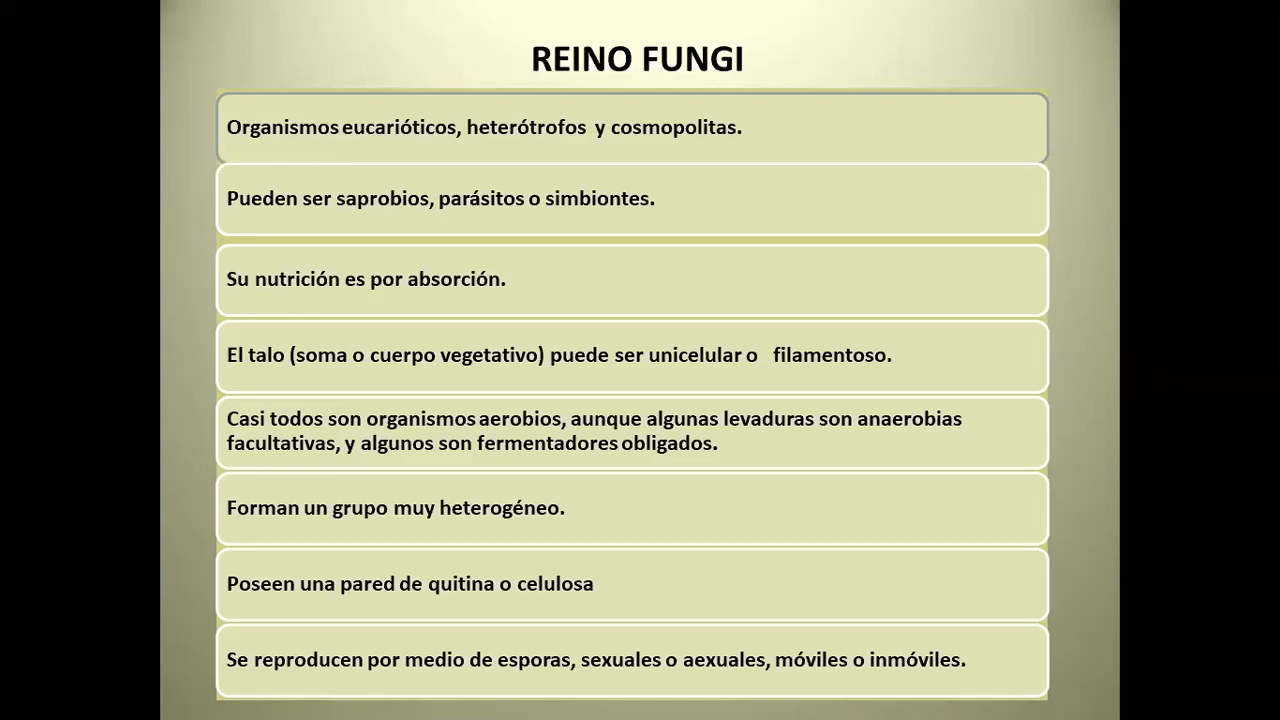 REINO FUNGI
Organismos eucarióticos, heterótrofos y cosmopolitas.
Pueden ser saprobios, parásitos o simbiontes.
Su nutrición es por absorción.
El talo (soma o cuerpo vegetativo) puede ser unicelular o filamentoso.
Casi todos son organismos aerobios, aunque algunas levaduras son anaerobias
facultativas, y algunos son fermentadores obligados.
Forman un grupo muy heterogéneo.
Poseen una pared de quitina o celulosa
Se reproducen por medio de esporas, sexuales o aexuales, móviles o inmóviles.